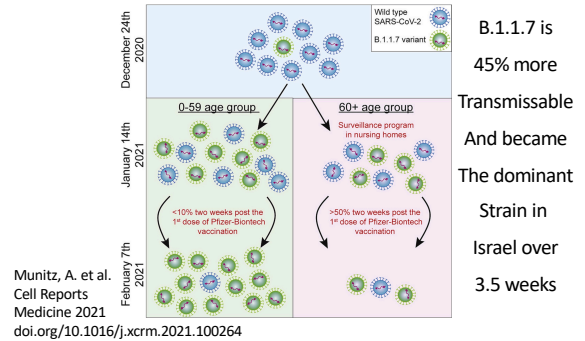 December 24th
2020
Wild type
SARS-CoV-2
B.1.1.7 variant
0-59 age group
60+ age group
January 14th
2021
Surveillance program
in nursing homes
<10% two weeks post the
1st dose of Pfizer-Biontech
vaccination
>50% two weeks post the
1st dose of Pfizer-Biontech
vaccination
February 7th
2021
B.1.1.7 is
45% more
Transmissable
And became
The dominant
Strain in
Israel over
3.5 weeks
Munitz, A. et al.
Cell Reports
Medicine 2021
doi.org/10.1016/j.xcrm.2021.100264